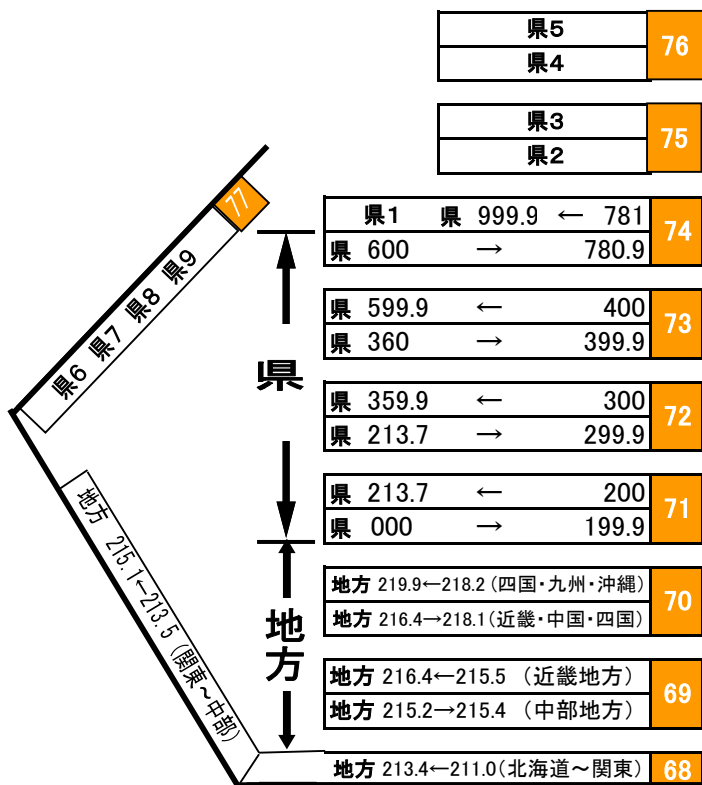 県5
県4
76
県3
県2
75
77
県6 県7 県8 県9
県1 県 999.9 ← 781
県 600 → 780.9
74
県 599.9 ← 400
県 360 → 399.9
73
県
県 359.9 ← 300
県 213.7 → 299.9
72
県 213.7 ← 200
県 000 → 199.9
71
地方 215.1←213.5 (関東～中部)
地方
地方 219.9←218.2 (四国・九州・沖縄)
地方 216.4→218.1 (近畿・中国・四国)
70
地方 216.4←215.5 (近畿地方)
地方 215.2→215.4 (中部地方)
69
地方 213.4←211.0 (北海道～関東)
68